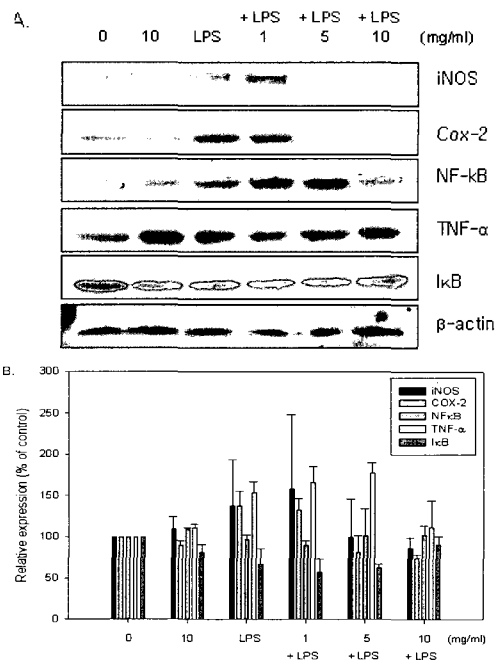 A.
+ LPS + LPS + LPS
0 10 LPS 1 5 10 (mg/ml)
iNOS
Cox-2
NF-kB
TNF-α
IκB
β-actin
B.
Relative expression (% of control)
300
250
200
150
100
50
0
iNOS
COX-2
NFκB
TNF-α
IκB
0 10 LPS 1 5 10 (mg/ml)
+ LPS + LPS + LPS